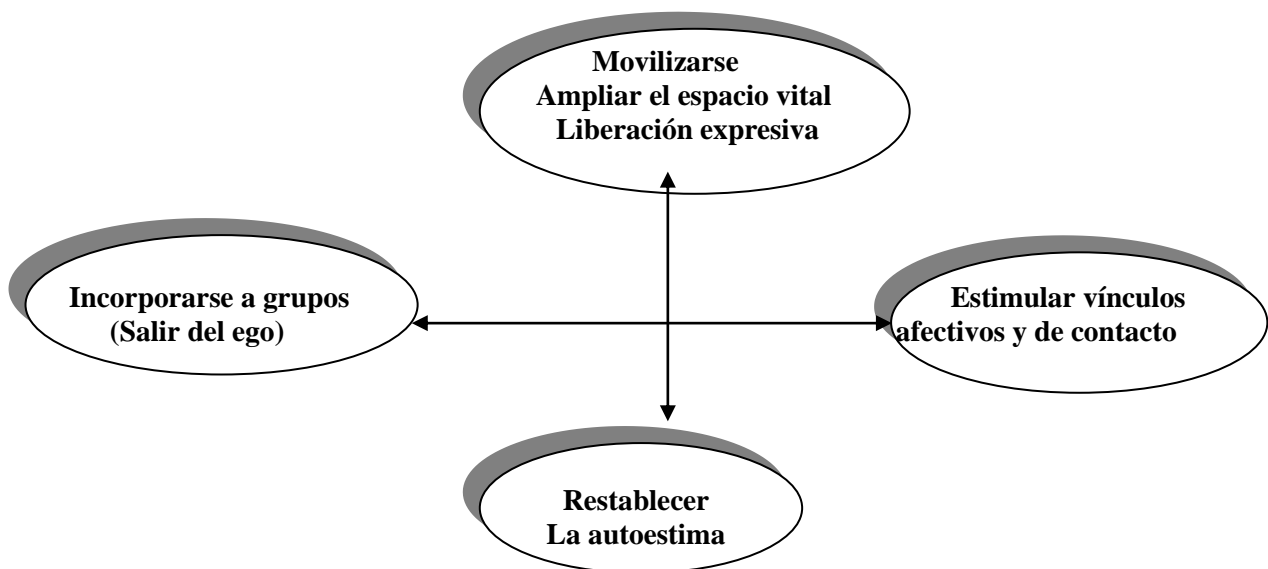 Movilizarse
Ampliar el espacio vital
Liberación expresiva
Incorporarse a grupos
(Salir del ego)
Estimular vínculos
afectivos y de contacto
Restablecer
La autoestima